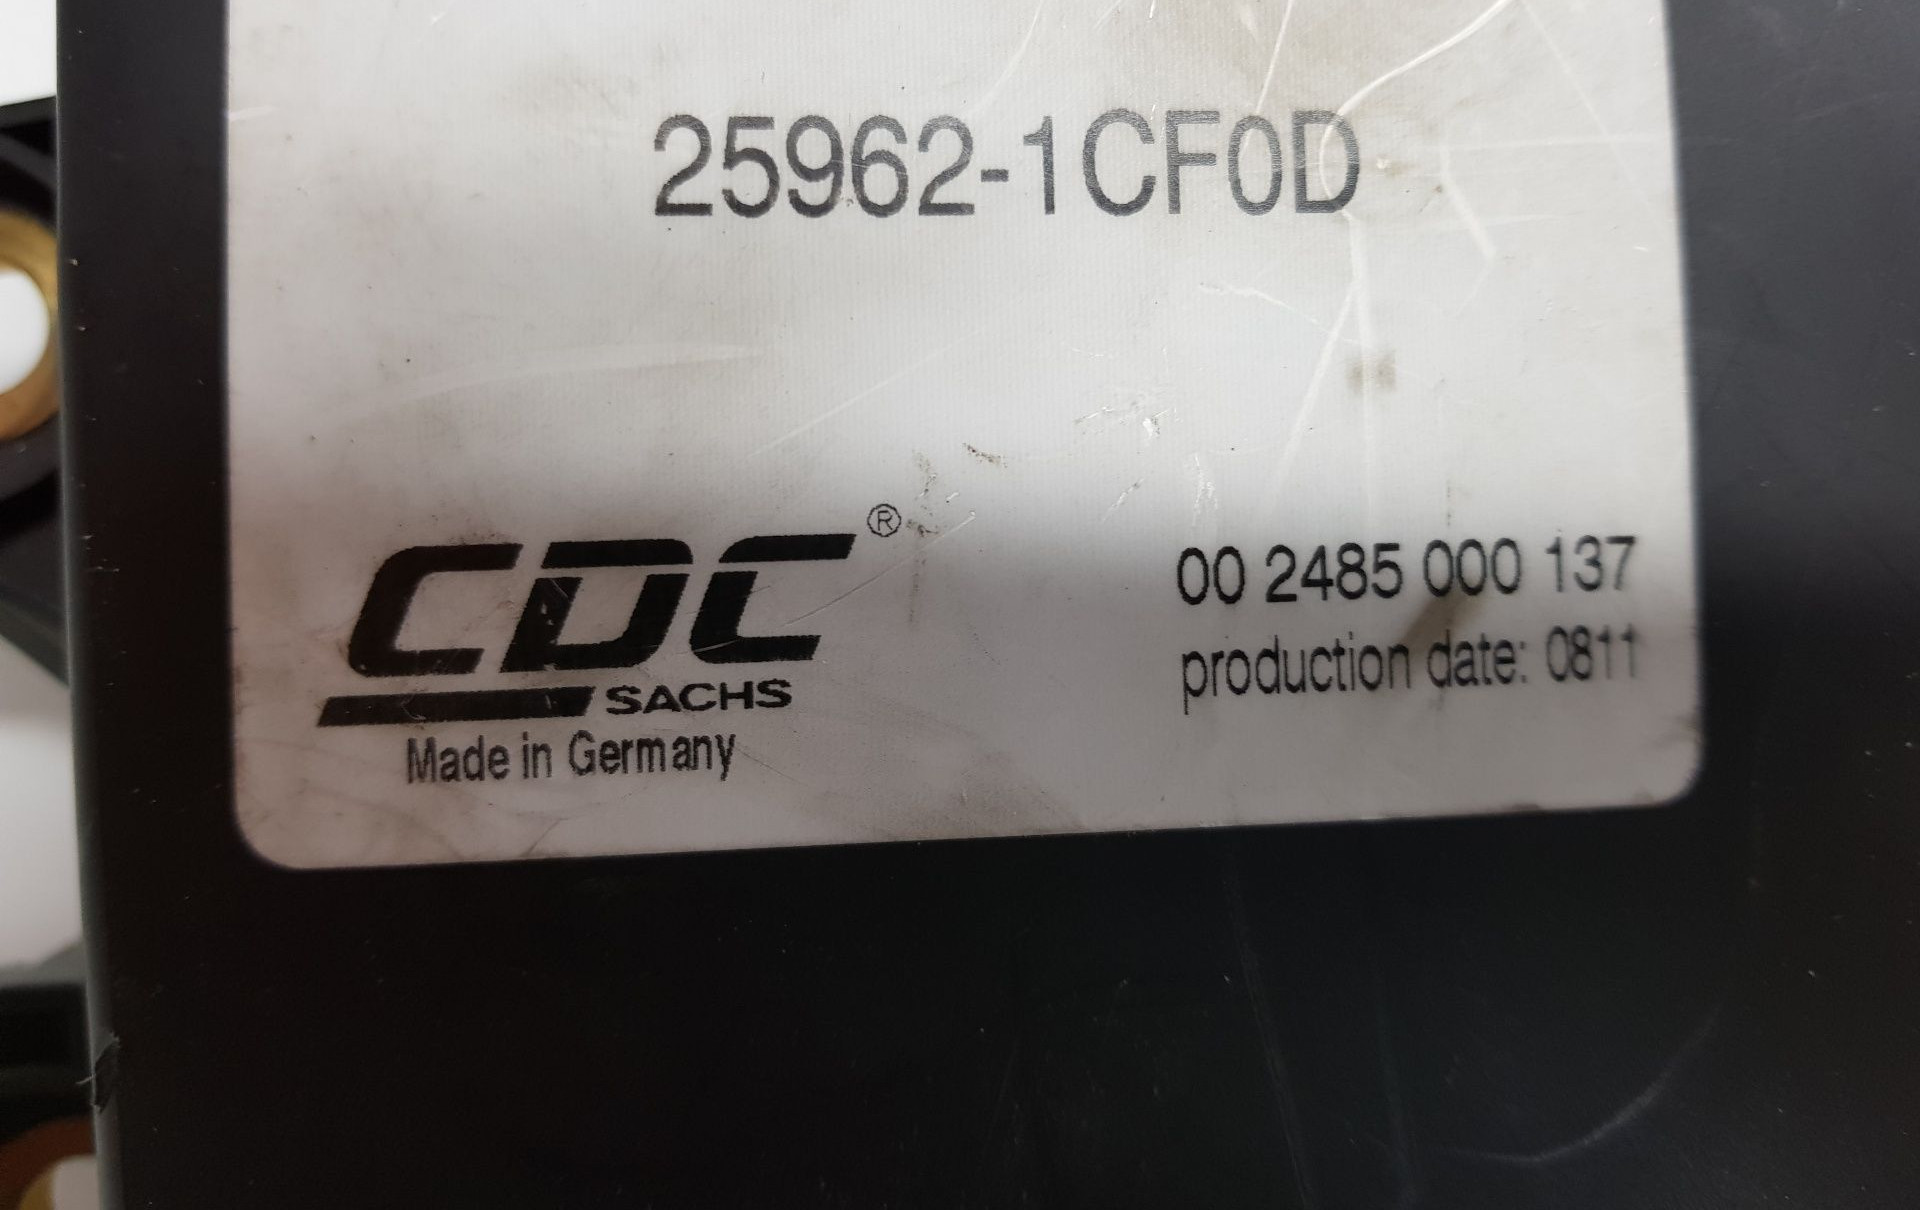 25962-1CF0D
CDC®
SACHS
Made in Germany
00 2485 000 137
production date: 0811